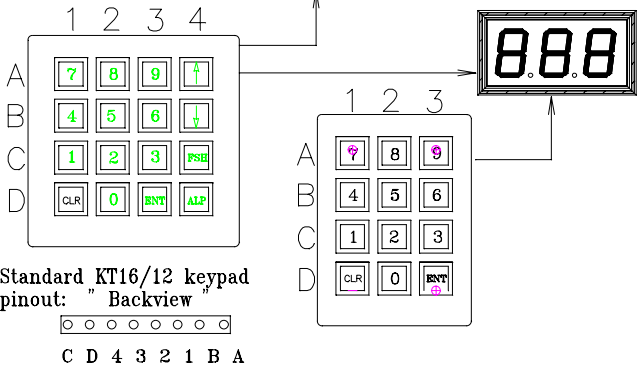 1 2 3 4
A 7 8 9
B 4 5 6
C 1 2 3 FSH
D CLR 0 ENT ALP
8.8.8
1 2 3
A 7 8 9
B 4 5 6
C 1 2 3
D CLR 0 ENT
Standard KT16/12 keypad
pinout: " Backview "
C D 4 3 2 1 B A